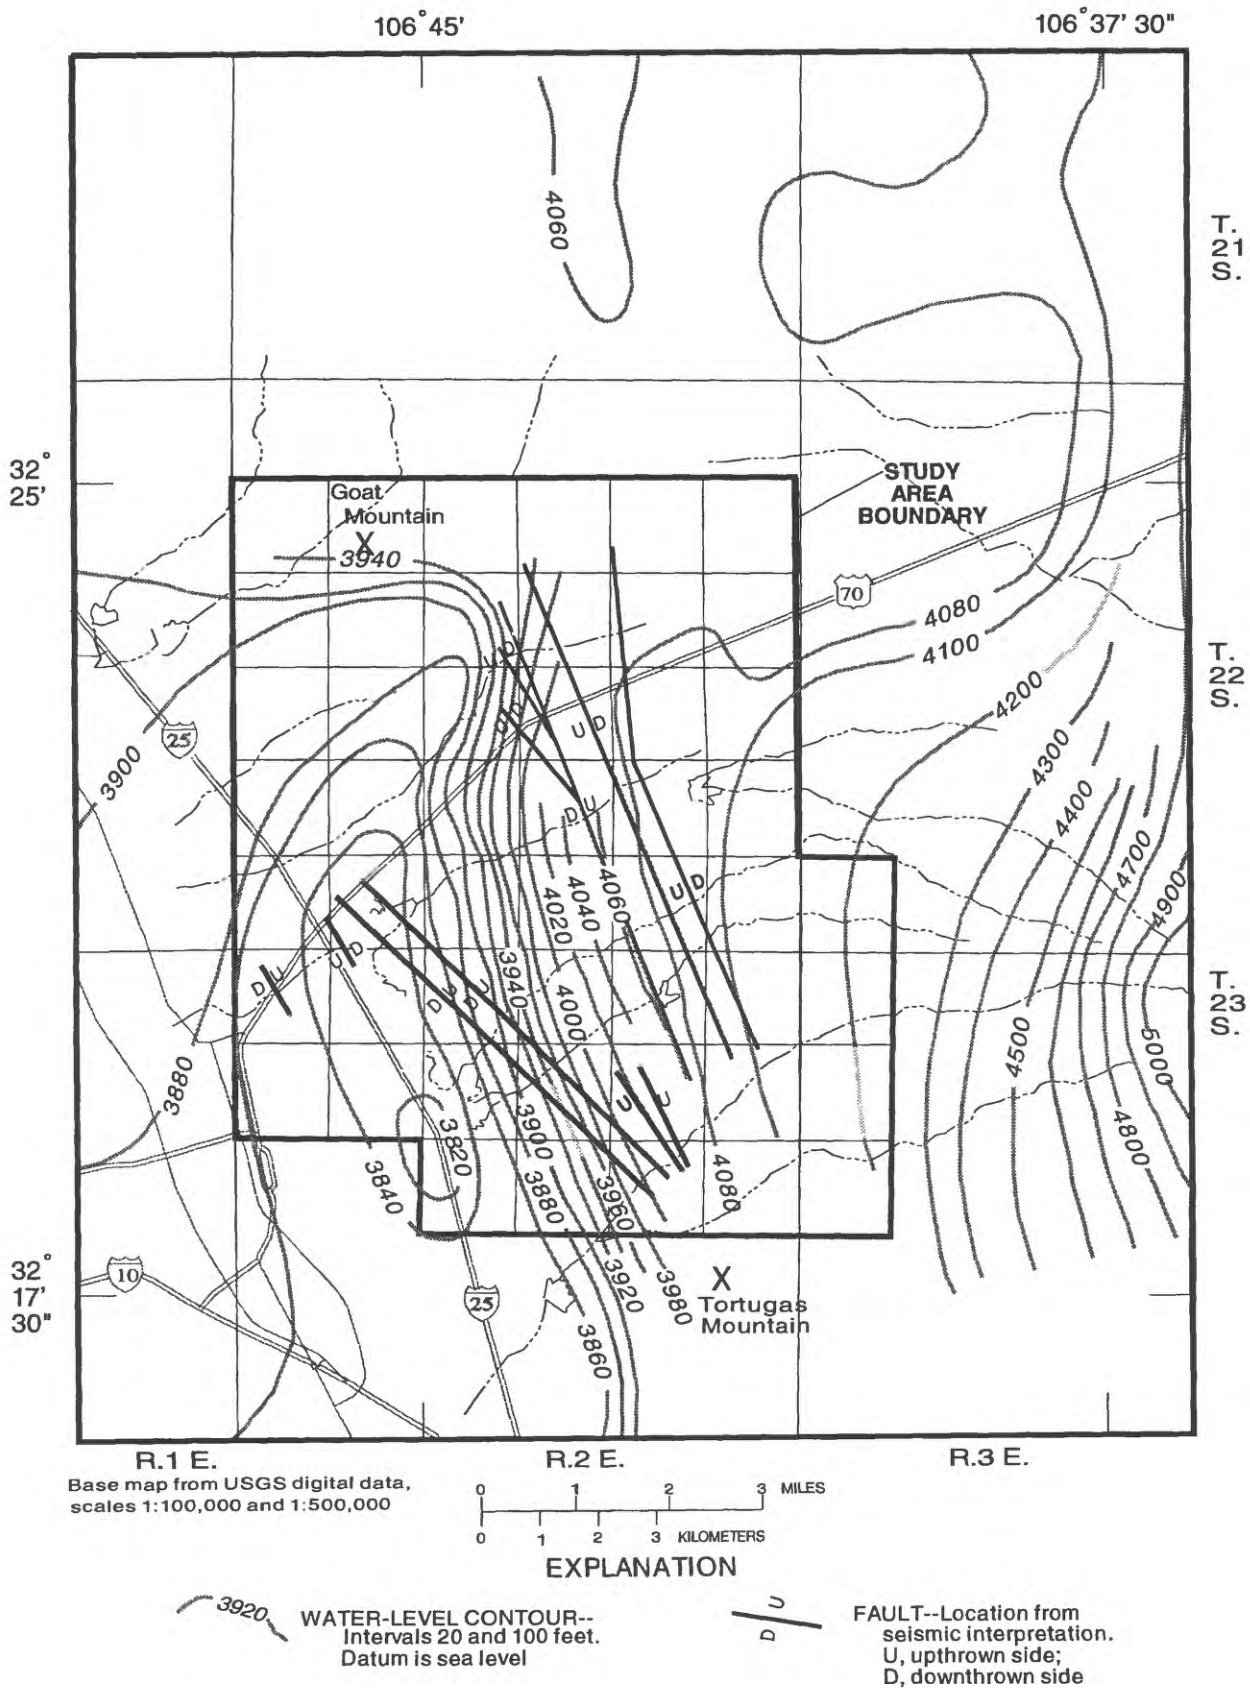 106°45'
106°37' 30"
T.
21
S.
4060
32°
25'
STUDY
AREA
BOUNDARY
Goat
Mountain
X
3940
70
4080
4100
T.
22
S.
4200
25
3900
4300
4400
4700
4900
U D
U D
U D
D U
4060
4040
4020
U D
3940
4000
D U
U D
D U
U D
T.
23
S.
4500
5000
3880
U
U
3900
3820
3840
3880
3960
4080
4800
32°
17'
30"
10
25
3920
3980
3860
X
Tortugas
Mountain
R.1 E.
R.2 E.
R.3 E.
Base map from USGS digital data,
scales 1:100,000 and 1:500,000
0 1 2 3 MILES
0 1 2 3 KILOMETERS
EXPLANATION
3920
WATER-LEVEL CONTOUR--
Intervals 20 and 100 feet.
Datum is sea level
D U
FAULT--Location from
seismic interpretation.
U, upthrown side;
D, downthrown side